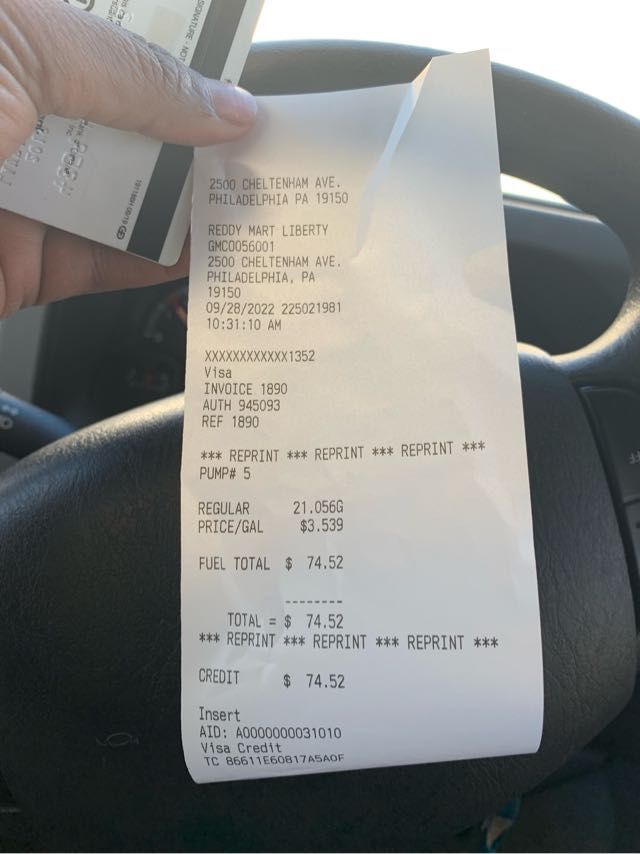 SIGNATURE - NOT
2500 CHELTENHAM AVE.
PHILADELPHIA PA 19150
REDDY MART LIBERTY
GMC0056001
2500 CHELTENHAM AVE.
PHILADELPHIA, PA
19150
09/28/2022 225021981
10:31:10 AM
XXXXXXXXXXXX1352
Visa
INVOICE 1890
AUTH 945093
REF 1890
*** REPRINT *** REPRINT *** REPRINT ***
PUMP# 5
REGULAR 21.056G
PRICE/GAL $3.539
FUEL TOTAL $ 74.52
--------
TOTAL = $ 74.52
*** REPRINT *** REPRINT *** REPRINT ***
CREDIT $ 74.52
Insert
AID: A0000000031010
Visa Credit
TC 86611E60817A5A0F